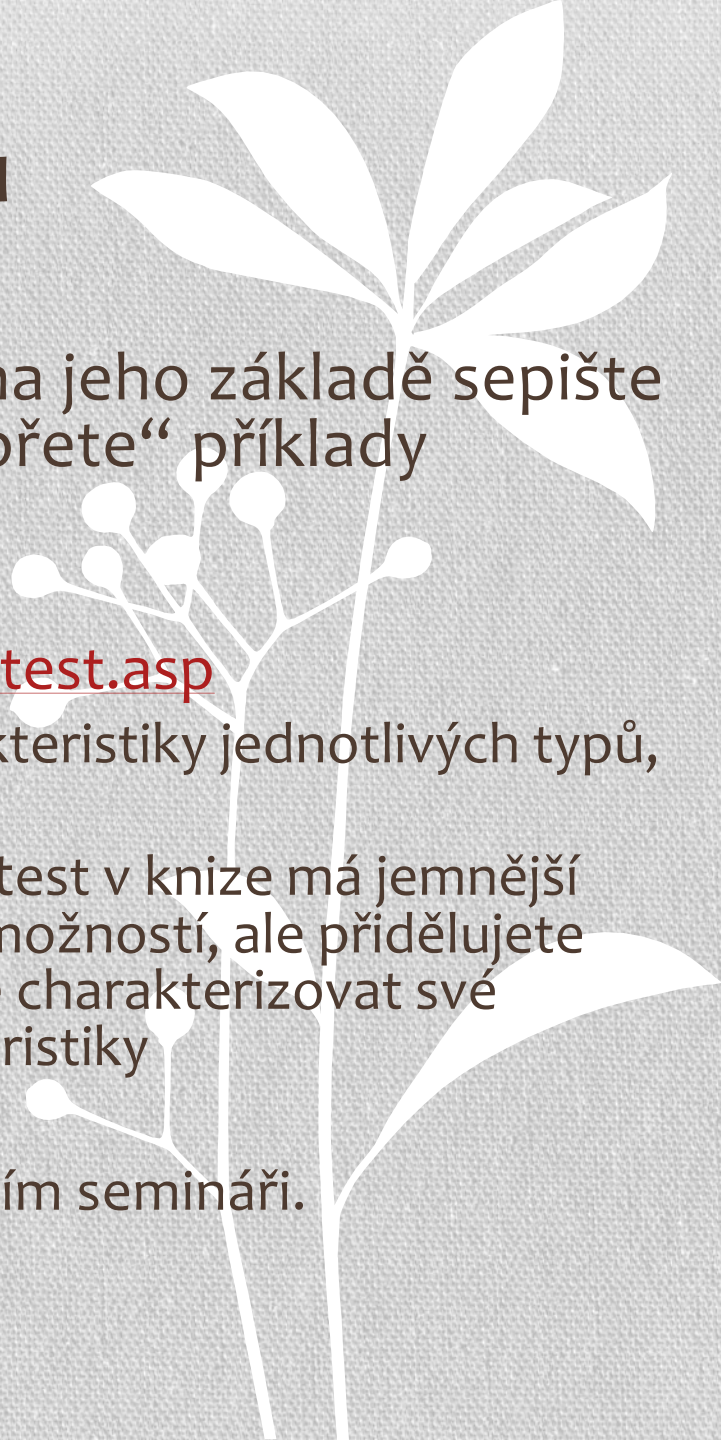 na jeho základě sepište
přete“ příklady
test.asp
kteristiky jednotlivých typů,
test v knize má jemnější
možností, ale přidělujete
charakterizovat své
ristiky
ím semináři.